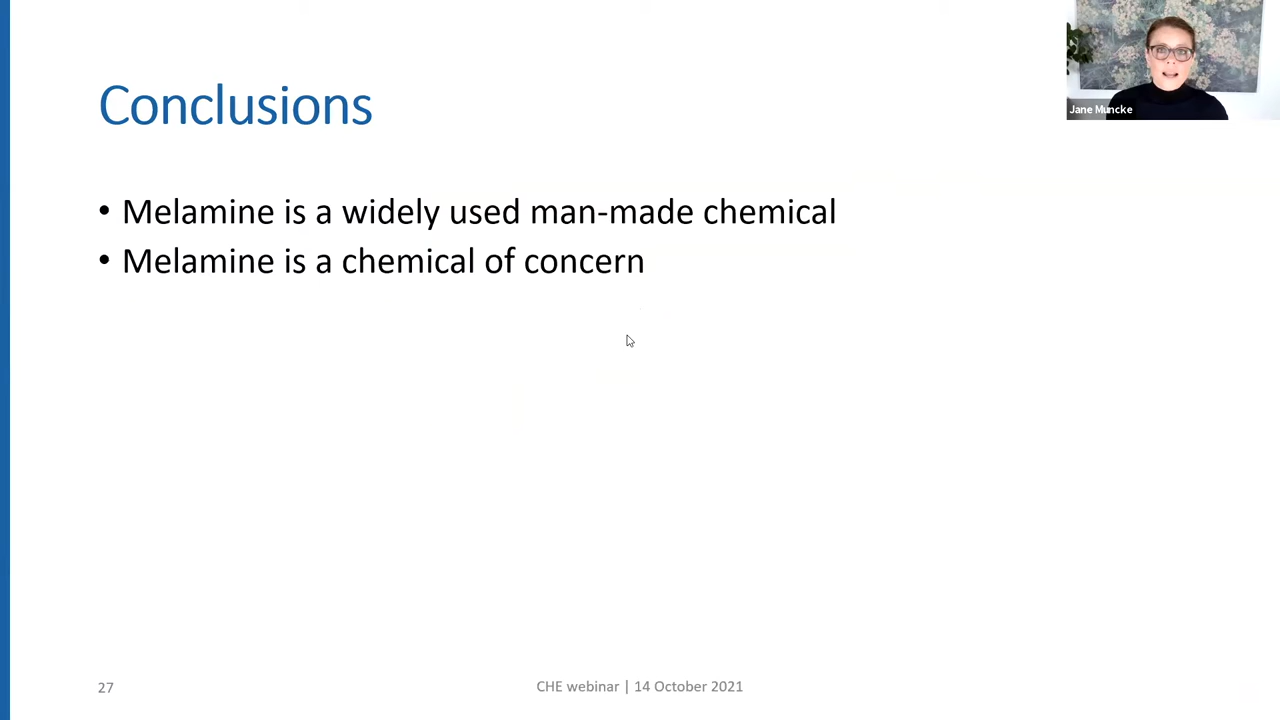 Conclusions
• Melamine is a widely used man-made chemical
• Melamine is a chemical of concern
Jane Muncke
27
CHE webinar | 14 October 2021